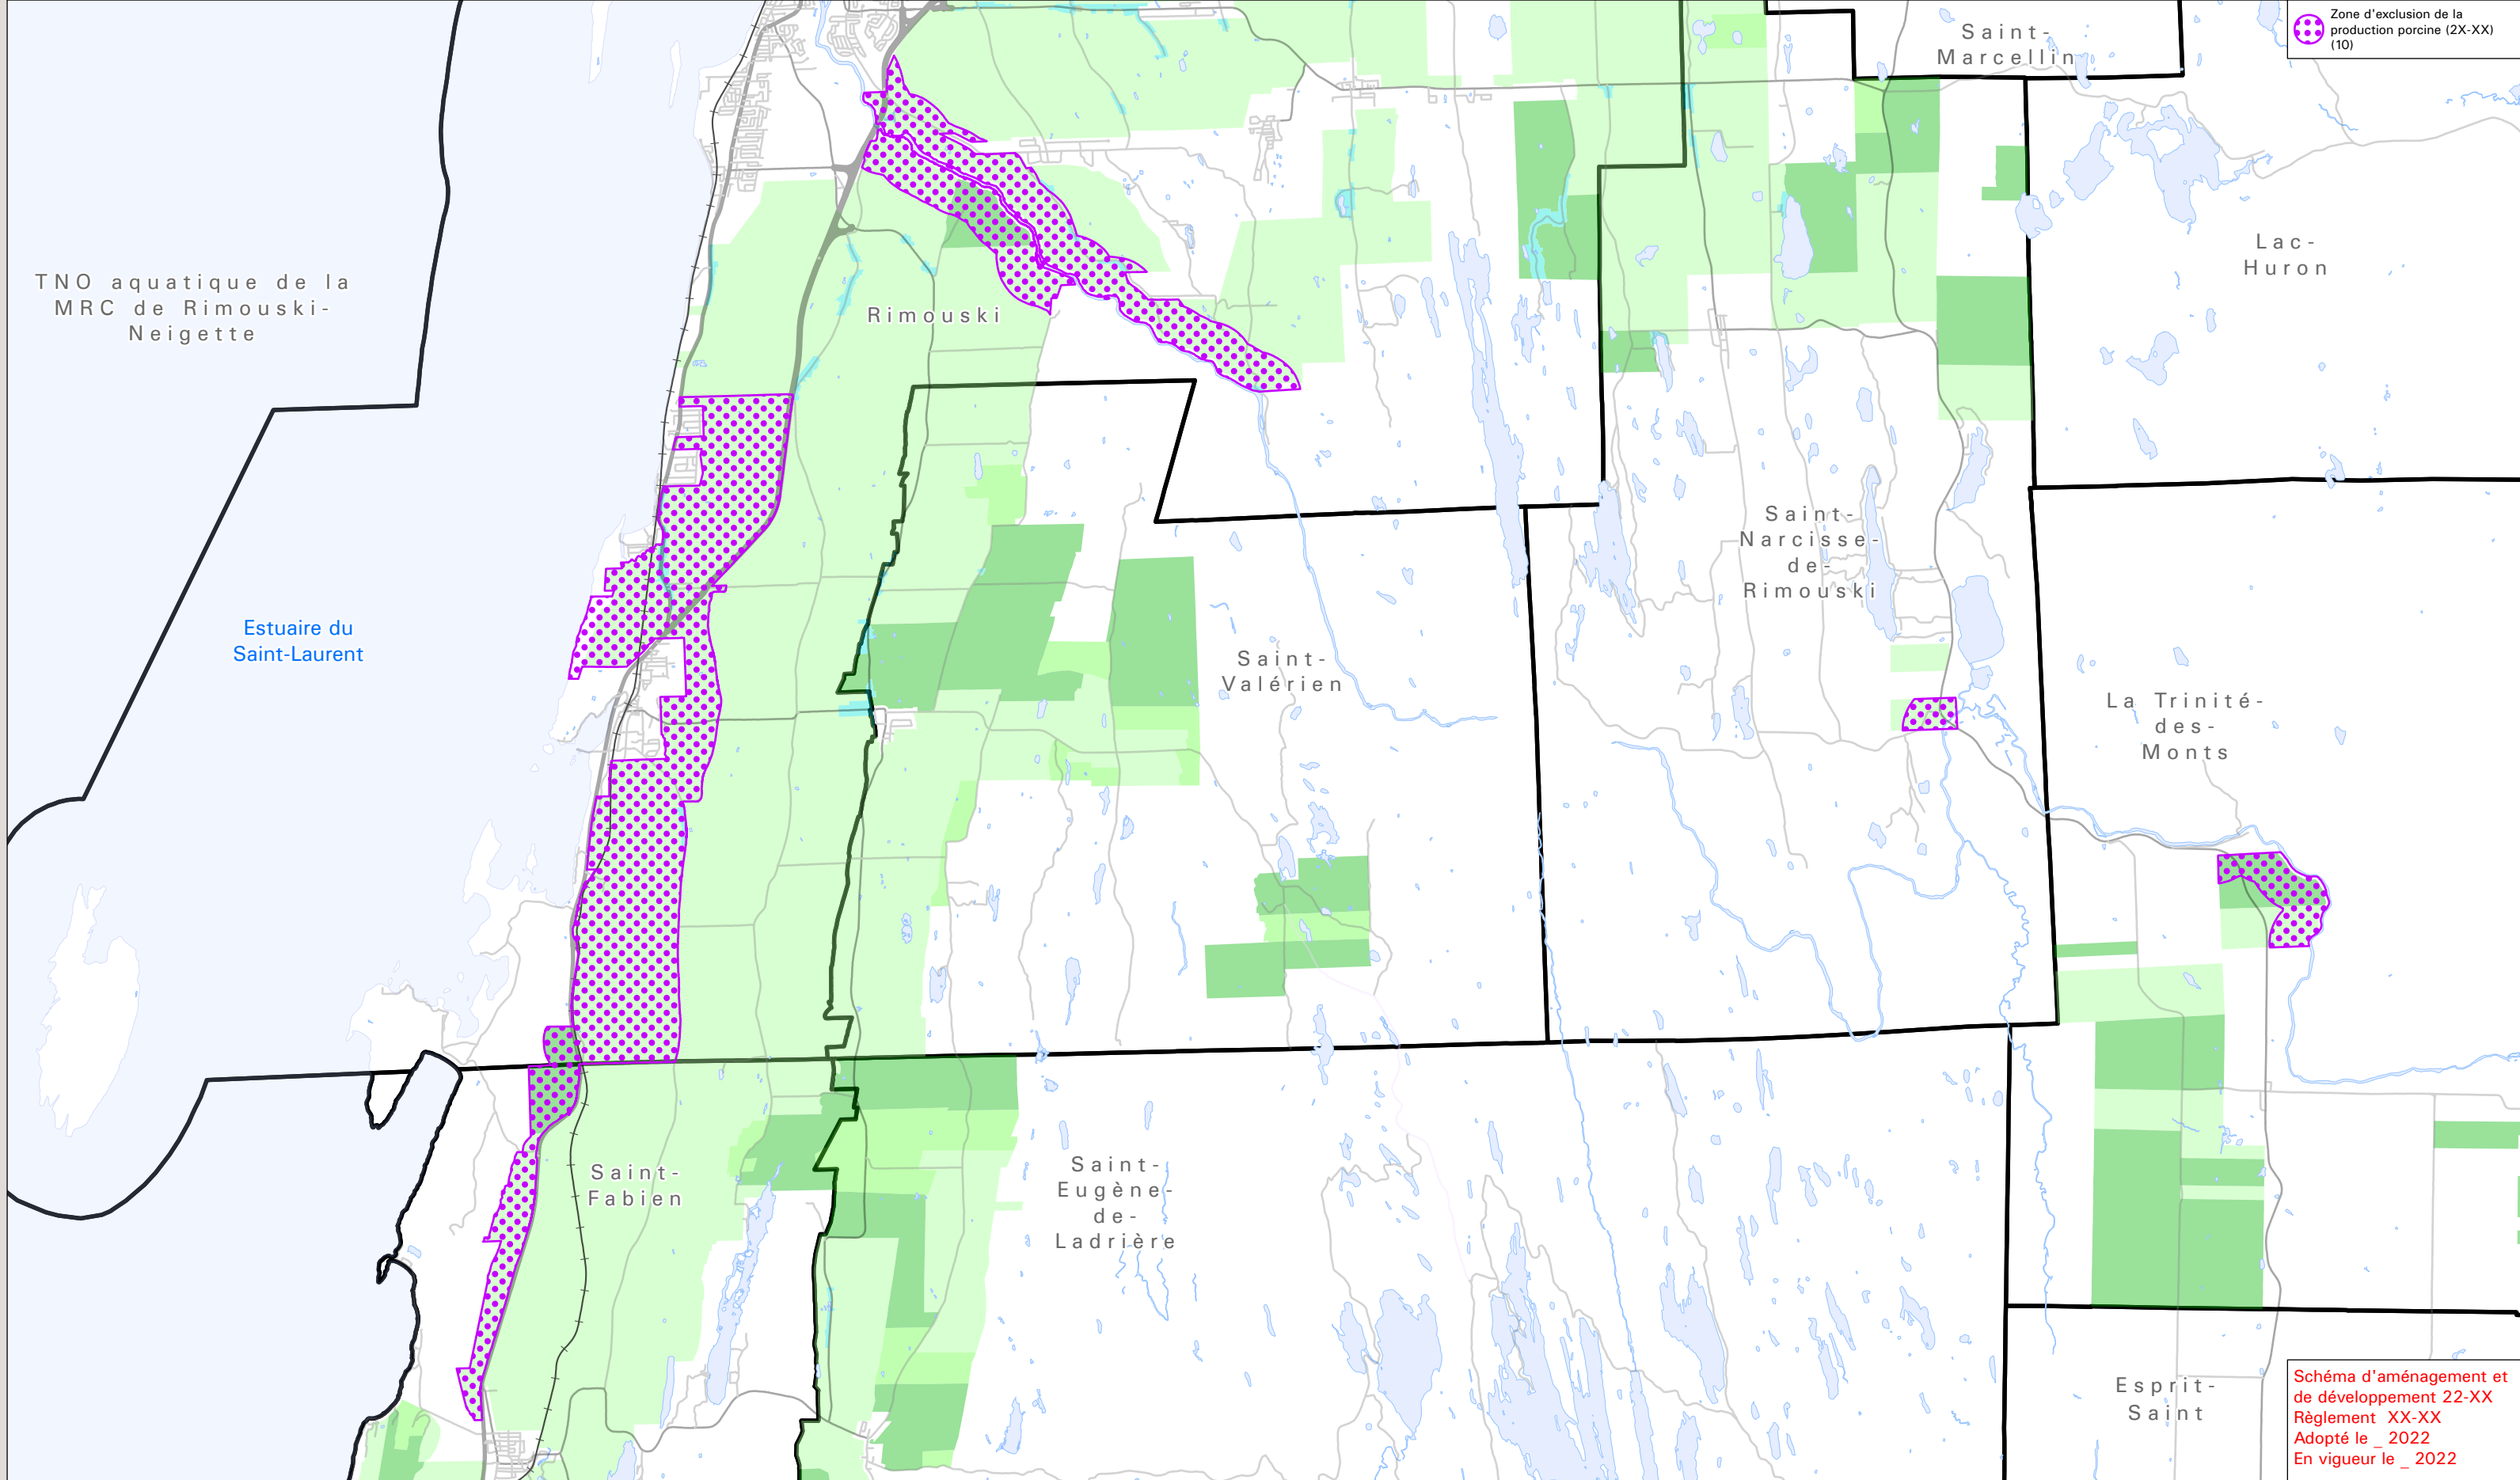 Zone d'exclusion de la
production porcine (2X-XX)
(10)
Saint-
Marcellin
Lac-
Huron
TNO aquatique de la
MRC de Rimouski-
Neigette
Rimouski
Saint-
Narcisse-
de-
Rimouski
Estuaire du
Saint-Laurent
Saint-
Valérien
La Trinité-
des-
Monts
Saint-
Fabien
Saint-
Eugène-
de-
Ladrière
Esprit-
Saint
Schéma d'aménagement et
de développement 22-XX
Règlement XX-XX
Adopté le _ 2022
En vigueur le _ 2022